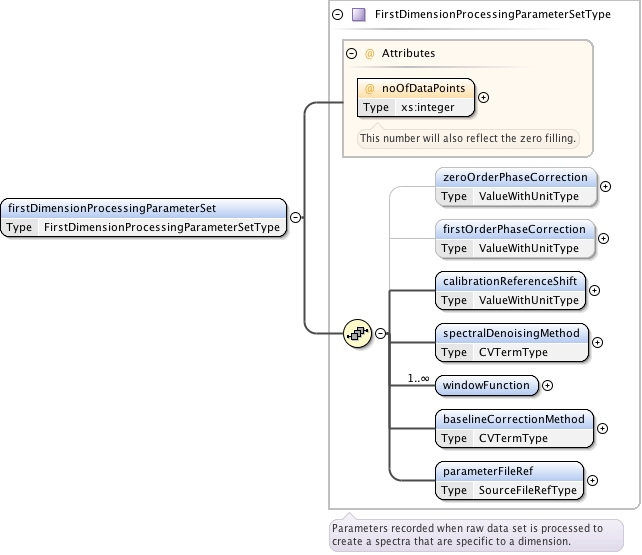 FirstDimensionProcessingParameterSetType
@ Attributes
@ noOfDataPoints
Type xs:integer
This number will also reflect the zero filling.
zeroOrderPhaseCorrection
Type ValueWithUnitType
firstDimensionProcessingParameterSet
Type FirstDimensionProcessingParameterSetType
firstOrderPhaseCorrection
Type ValueWithUnitType
calibrationReferenceShift
Type ValueWithUnitType
spectralDenoisingMethod
Type CVTermType
1..∞
windowFunction
baselineCorrectionMethod
Type CVTermType
parameterFileRef
Type SourceFileRefType
Parameters recorded when raw data set is processed to
create a spectra that are specific to a dimension.